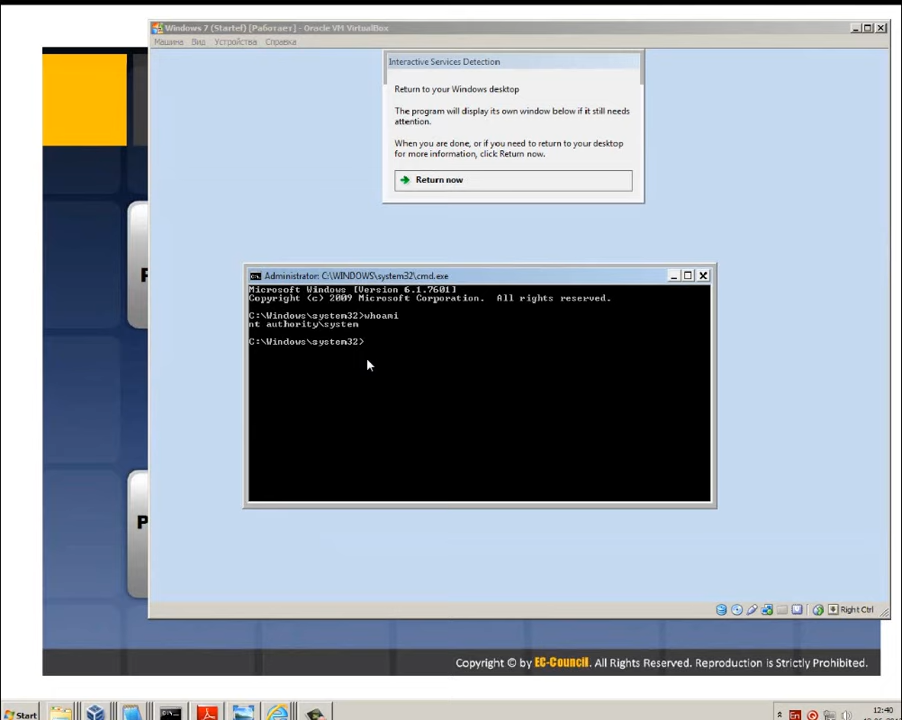 Windows 7 (Startef) [Работает] - Oracle VM VirtualBox
Машина Вид Устройства Справка
Interactive Services Detection
Return to your Windows desktop
The program will display its own window below if it still needs
attention.
When you are done, or if you need to return to your desktop
for more information, click Return now.
Return now
Administrator: C:\WINDOWS\system32\cmd.exe
Microsoft Windows [Version 6.1.7601]
Copyright (c) 2009 Microsoft Corporation. All rights reserved.
C:\Windows\system32>whoami
nt authority\system
C:\Windows\system32>
P
P
Right Ctrl
Copyright © by EC-Council. All Rights Reserved. Reproduction is Strictly Prohibited.
Start
En
12:40